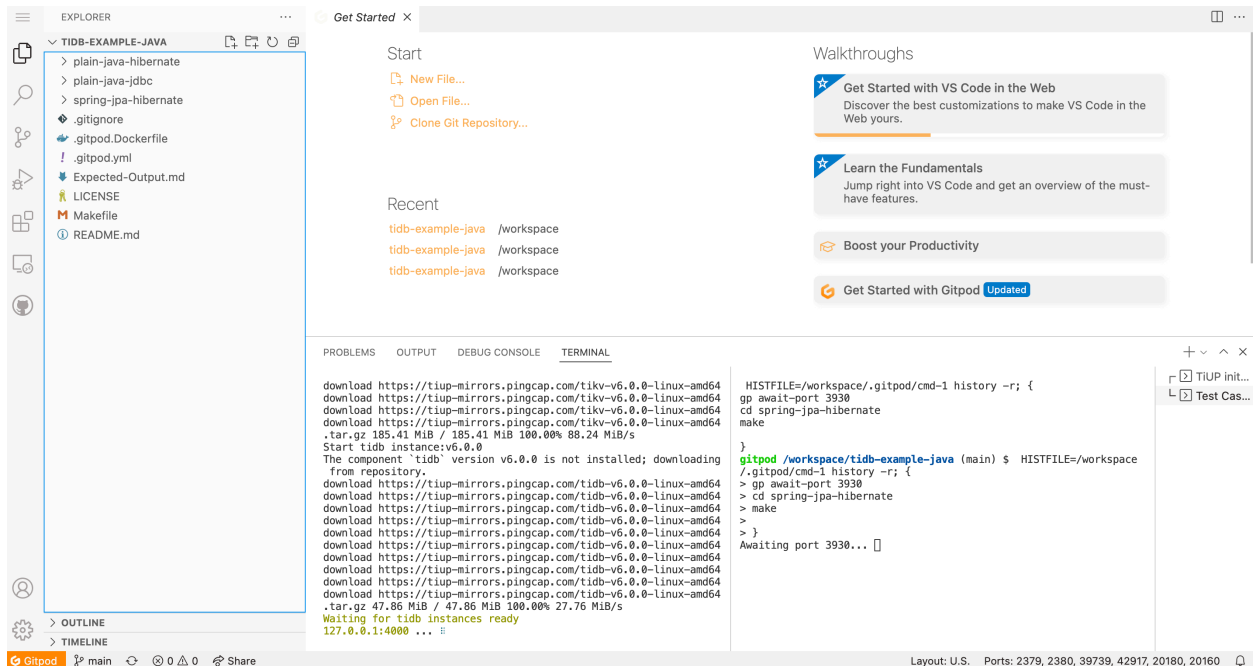 EXPLORER
TIDB-EXAMPLE-JAVA
plain-java-hibernate
plain-java-jdbc
spring-jpa-hibernate
.gitignore
.gitpod.Dockerfile
.gitpod.yml
Expected-Output.md
LICENSE
Makefile
README.md
OUTLINE
TIMELINE
Get Started
Start
New File...
Open File...
Clone Git Repository...
Recent
tidb-example-java /workspace
tidb-example-java /workspace
tidb-example-java /workspace
Walkthroughs
Get Started with VS Code in the Web
Discover the best customizations to make VS Code in the
Web yours.
Learn the Fundamentals
Jump right into VS Code and get an overview of the must-
have features.
Boost your Productivity
Get Started with Gitpod Updated
PROBLEMS OUTPUT DEBUG CONSOLE TERMINAL
download https://tiup-mirrors.pingcap.com/tikv-v6.0.0-linux-amd64
download https://tiup-mirrors.pingcap.com/tikv-v6.0.0-linux-amd64
download https://tiup-mirrors.pingcap.com/tikv-v6.0.0-linux-amd64
download https://tiup-mirrors.pingcap.com/tikv-v6.0.0-linux-amd64
.tar.gz 185.41 MiB / 185.41 MiB 100.00% 88.24 MiB/s
Start tidb instance:v6.0.0
The component `tidb` version v6.0.0 is not installed; downloading
from repository.
download https://tiup-mirrors.pingcap.com/tidb-v6.0.0-linux-amd64
download https://tiup-mirrors.pingcap.com/tidb-v6.0.0-linux-amd64
download https://tiup-mirrors.pingcap.com/tidb-v6.0.0-linux-amd64
download https://tiup-mirrors.pingcap.com/tidb-v6.0.0-linux-amd64
download https://tiup-mirrors.pingcap.com/tidb-v6.0.0-linux-amd64
download https://tiup-mirrors.pingcap.com/tidb-v6.0.0-linux-amd64
download https://tiup-mirrors.pingcap.com/tidb-v6.0.0-linux-amd64
download https://tiup-mirrors.pingcap.com/tidb-v6.0.0-linux-amd64
download https://tiup-mirrors.pingcap.com/tidb-v6.0.0-linux-amd64
download https://tiup-mirrors.pingcap.com/tidb-v6.0.0-linux-amd64
.tar.gz 47.86 MiB / 47.86 MiB 100.00% 27.76 MiB/s
Waiting for tidb instances ready
127.0.0.1:4000 ...
HISTFILE=/workspace/.gitpod/cmd-1 history -r; {
gp await-port 3930
cd spring-jpa-hibernate
make
}
gitpod /workspace/tidb-example-java (main) $ HISTFILE=/workspace
/.gitpod/cmd-1 history -r; {
> gp await-port 3930
> cd spring-jpa-hibernate
> make
>
> }
Awaiting port 3930...
TiUP init...
Test Cas...
Gitpod main 0 0 Share
Layout: U.S. Ports: 2379, 2380, 39739, 42917, 20180, 20160